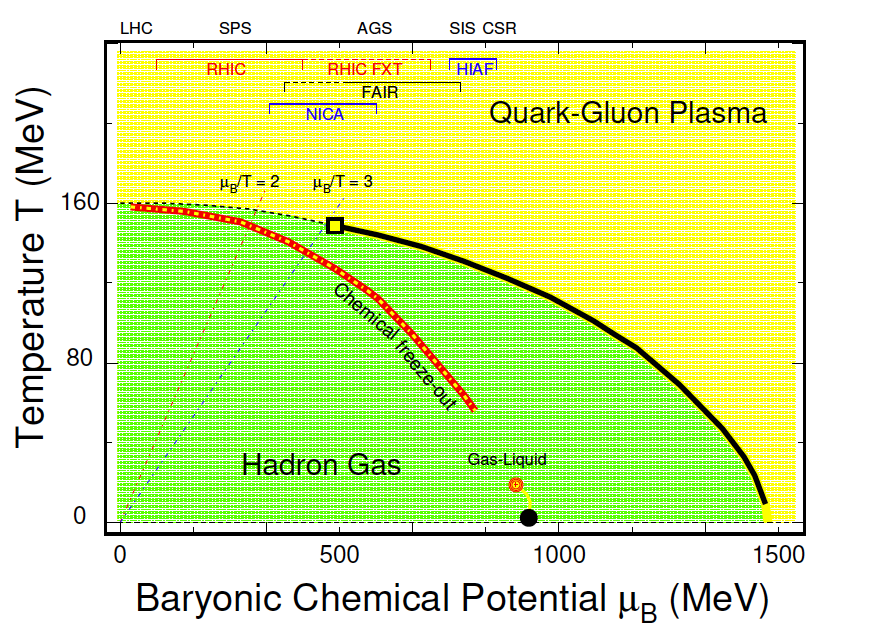 LHC SPS AGS SIS CSR
RHIC RHIC FXT HIAF
FAIR
NICA
Quark-Gluon Plasma
μB/T = 2 μB/T = 3
160
80
0
Temperature T (MeV)
Chemical freeze-out
Hadron Gas
Gas-Liquid
0 500 1000 1500
Baryonic Chemical Potential μB (MeV)